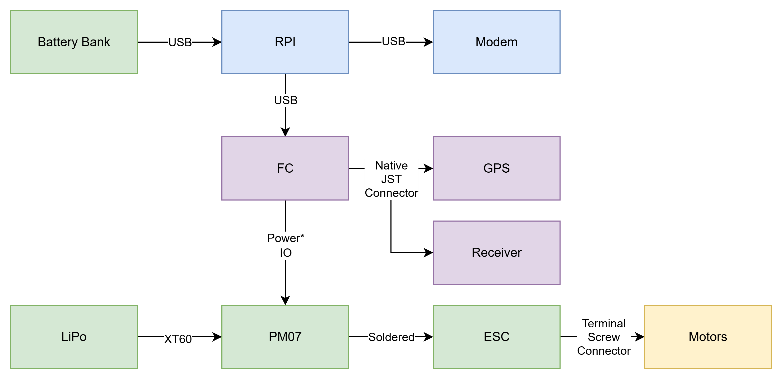 Battery Bank
USB
RPI
USB
Modem
USB
FC
Native
JST
Connector
GPS
Receiver
Power*
IO
LiPo
XT60
PM07
Soldered
ESC
Terminal
Screw
Connector
Motors